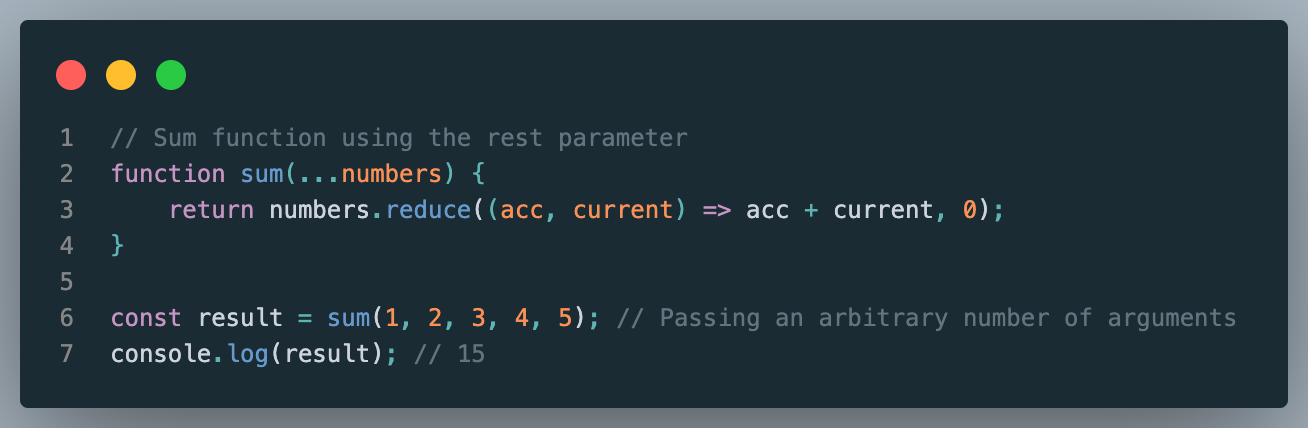 1 // Sum function using the rest parameter
2 function sum(...numbers) {
3     return numbers.reduce((acc, current) => acc + current, 0);
4 }
5
6 const result = sum(1, 2, 3, 4, 5); // Passing an arbitrary number of arguments
7 console.log(result); // 15